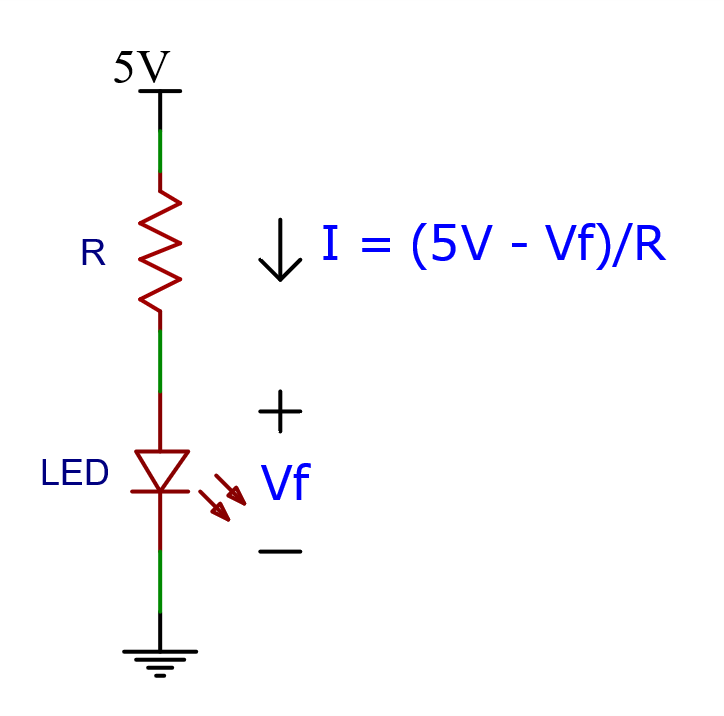 5V
R
I = (5V - Vf)/R
+
LED
Vf
−